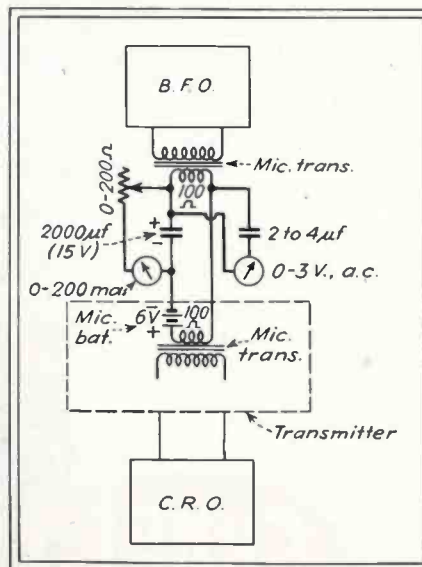 B.F.O.
Mic. trans.
0-200Ω
100
Ω
2000μf
(15V)
+
-
2 to 4μf
0-3 V., a.c.
0-200 ma.
Mic.
bat.
6V
-
+
100
Ω
Mic.
trans.
Transmitter
C.R.O.